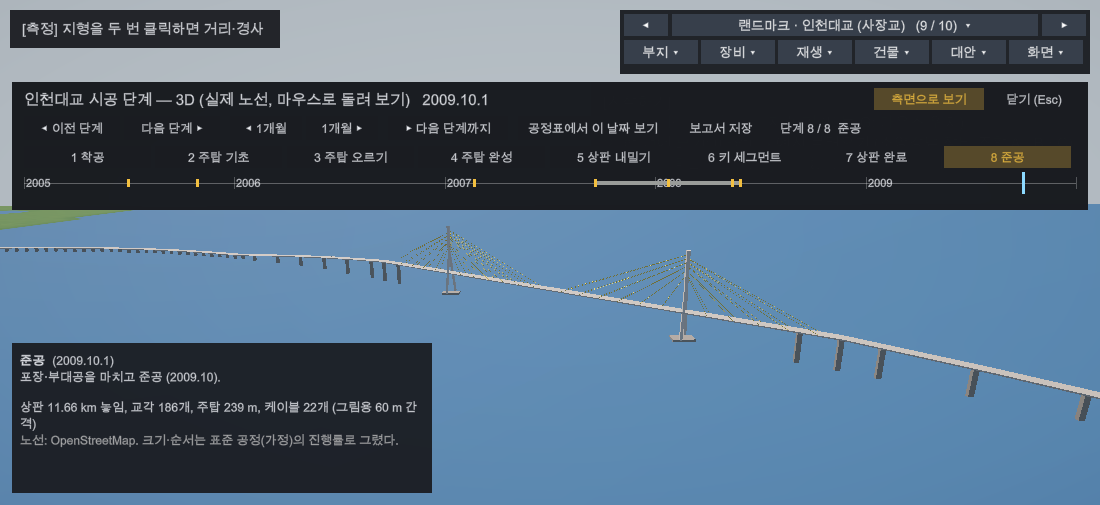 [측정] 지형을 두 번 클릭하면 거리·경사
◂ 랜드마크 · 인천대교 (사장교) (9 / 10) ▾ ▸
부지 ▾ 장비 ▾ 재생 ▾ 건물 ▾ 대안 ▾ 화면 ▾
인천대교 시공 단계 — 3D (실제 노선, 마우스로 돌려 보기) 2009.10.1 측면으로 보기 닫기 (Esc)
◂ 이전 단계 다음 단계 ▸ ◂ 1개월 1개월 ▸ ▸ 다음 단계까지 공정표에서 이 날짜 보기 보고서 저장 단계 8 / 8 준공
1 착공 2 주탑 기초 3 주탑 오르기 4 주탑 완성 5 상판 내밀기 6 키 세그먼트 7 상판 완료 8 준공
2005 2006 2007 2008 2009
준공 (2009.10.1)
포장·부대공을 마치고 준공 (2009.10).
상판 11.66 km 놓임, 교각 186개, 주탑 239 m, 케이블 22개 (그림용 60 m 간
격)
노선: OpenStreetMap. 크기·순서는 표준 공정(가정)의 진행률로 그렸다.